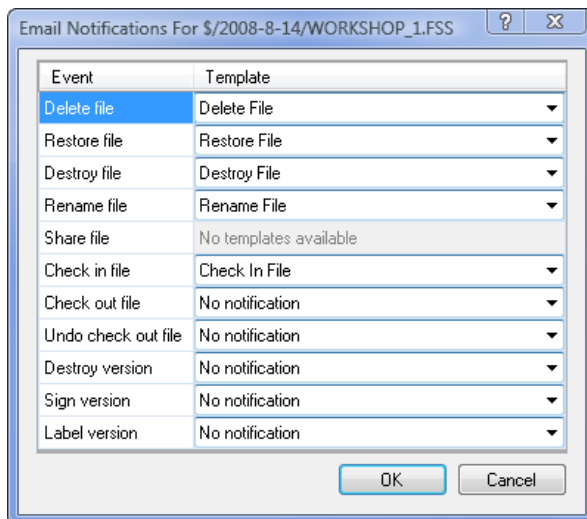 Email Notifications For $/2008-8-14/WORKSHOP_1.FSS ? X
Event Template
Delete file Delete File
Restore file Restore File
Destroy file Destroy File
Rename file Rename File
Share file No templates available
Check in file Check In File
Check out file No notification
Undo check out file No notification
Destroy version No notification
Sign version No notification
Label version No notification
OK Cancel